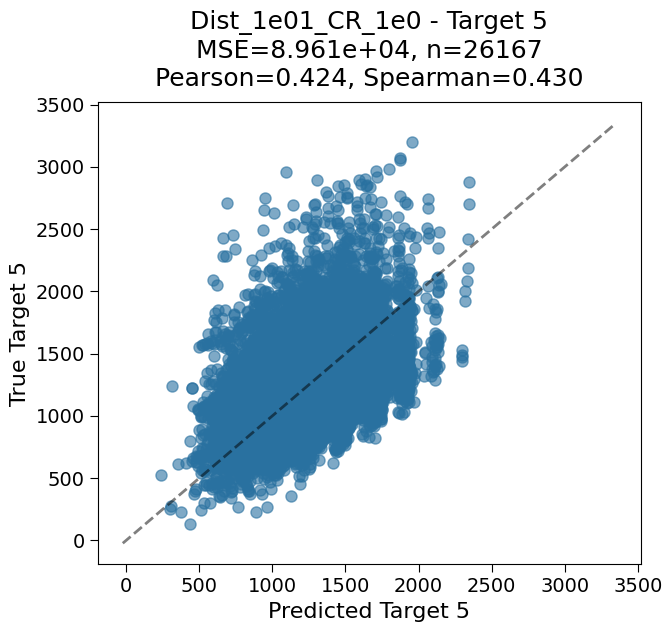 Dist_1e01_CR_1e0 - Target 5
MSE=8.961e+04, n=26167
Pearson=0.424, Spearman=0.430
3500
3000
2500
2000
1500
1000
500
0
True Target 5
0 500 1000 1500 2000 2500 3000 3500
Predicted Target 5